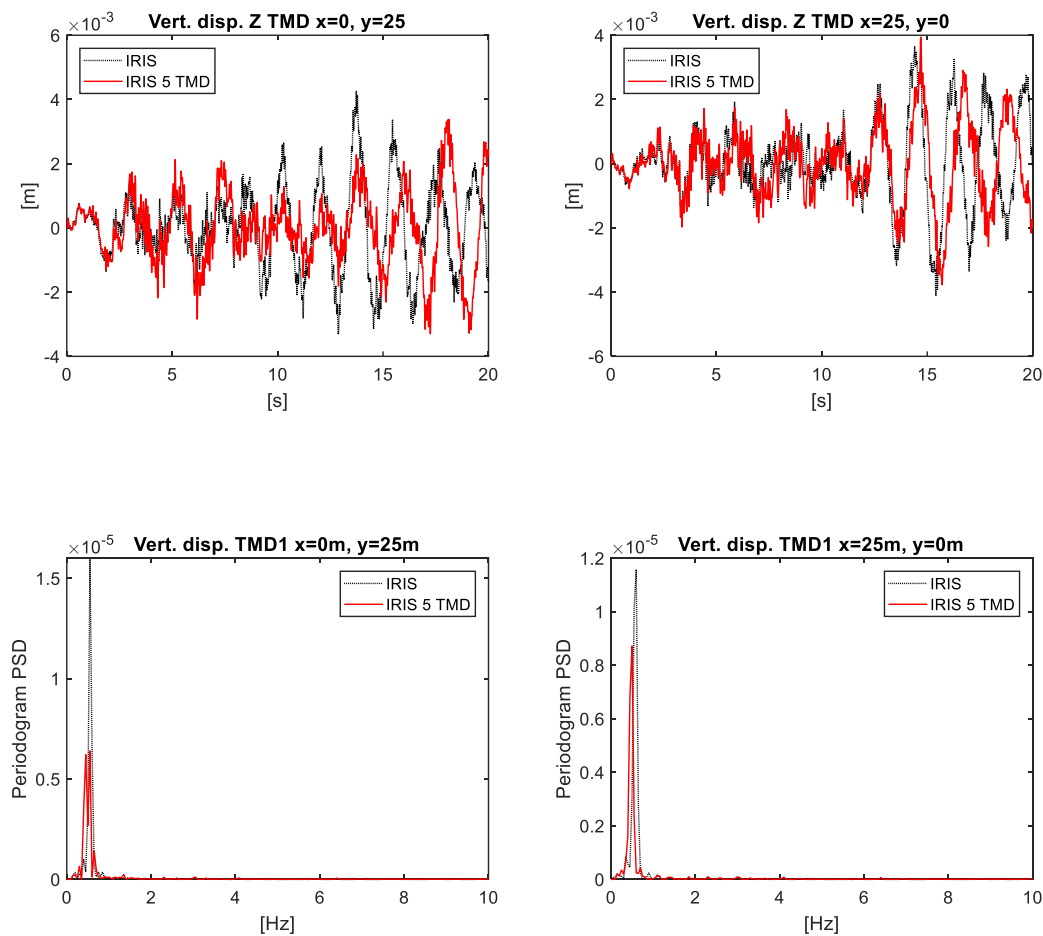 Vert. disp. Z TMD x=0, y=25
×10-3
6
4
2
0
-2
-4
[m]
IRIS
IRIS 5 TMD
0 5 10 15 20
[s]
Vert. disp. Z TMD x=25, y=0
×10-3
4
2
0
-2
-4
-6
[m]
IRIS
IRIS 5 TMD
0 5 10 15 20
[s]
Vert. disp. TMD1 x=0m, y=25m
×10-5
1.5
1
0.5
0
Periodogram PSD
IRIS
IRIS 5 TMD
0 2 4 6 8 10
[Hz]
Vert. disp. TMD1 x=25m, y=0m
×10-5
1.2
1
0.8
0.6
0.4
0.2
0
Periodogram PSD
IRIS
IRIS 5 TMD
0 2 4 6 8 10
[Hz]